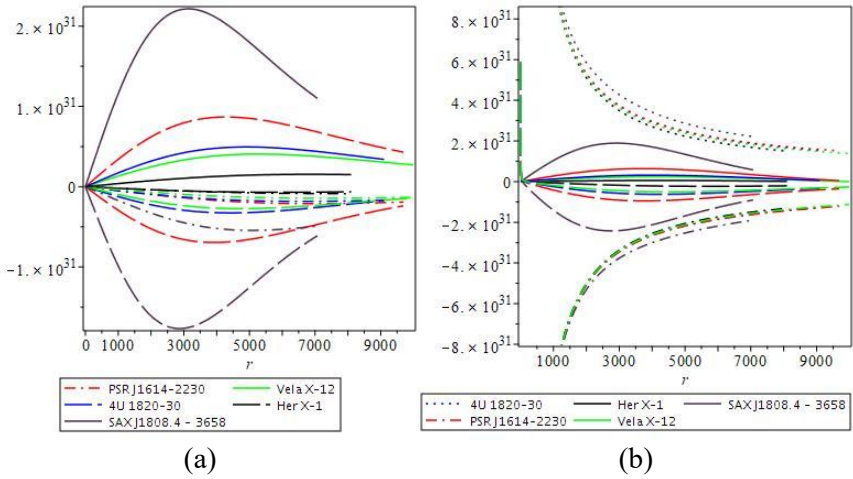 2. × 10^31
1. × 10^31
0
−1. × 10^31
0 1000 3000 5000 7000 9000
r
PSR J1614-2230 Vela X-12
4U 1820-30 Her X-1
SAX J1808.4 - 3658
(a)
8. × 10^31
6. × 10^31
4. × 10^31
2. × 10^31
0
−2. × 10^31
−4. × 10^31
−6. × 10^31
−8. × 10^31
1000 3000 5000 7000 9000
r
4U 1820-30 Her X-1 SAX J1808.4 - 3658
PSR J1614-2230 Vela X-12
(b)